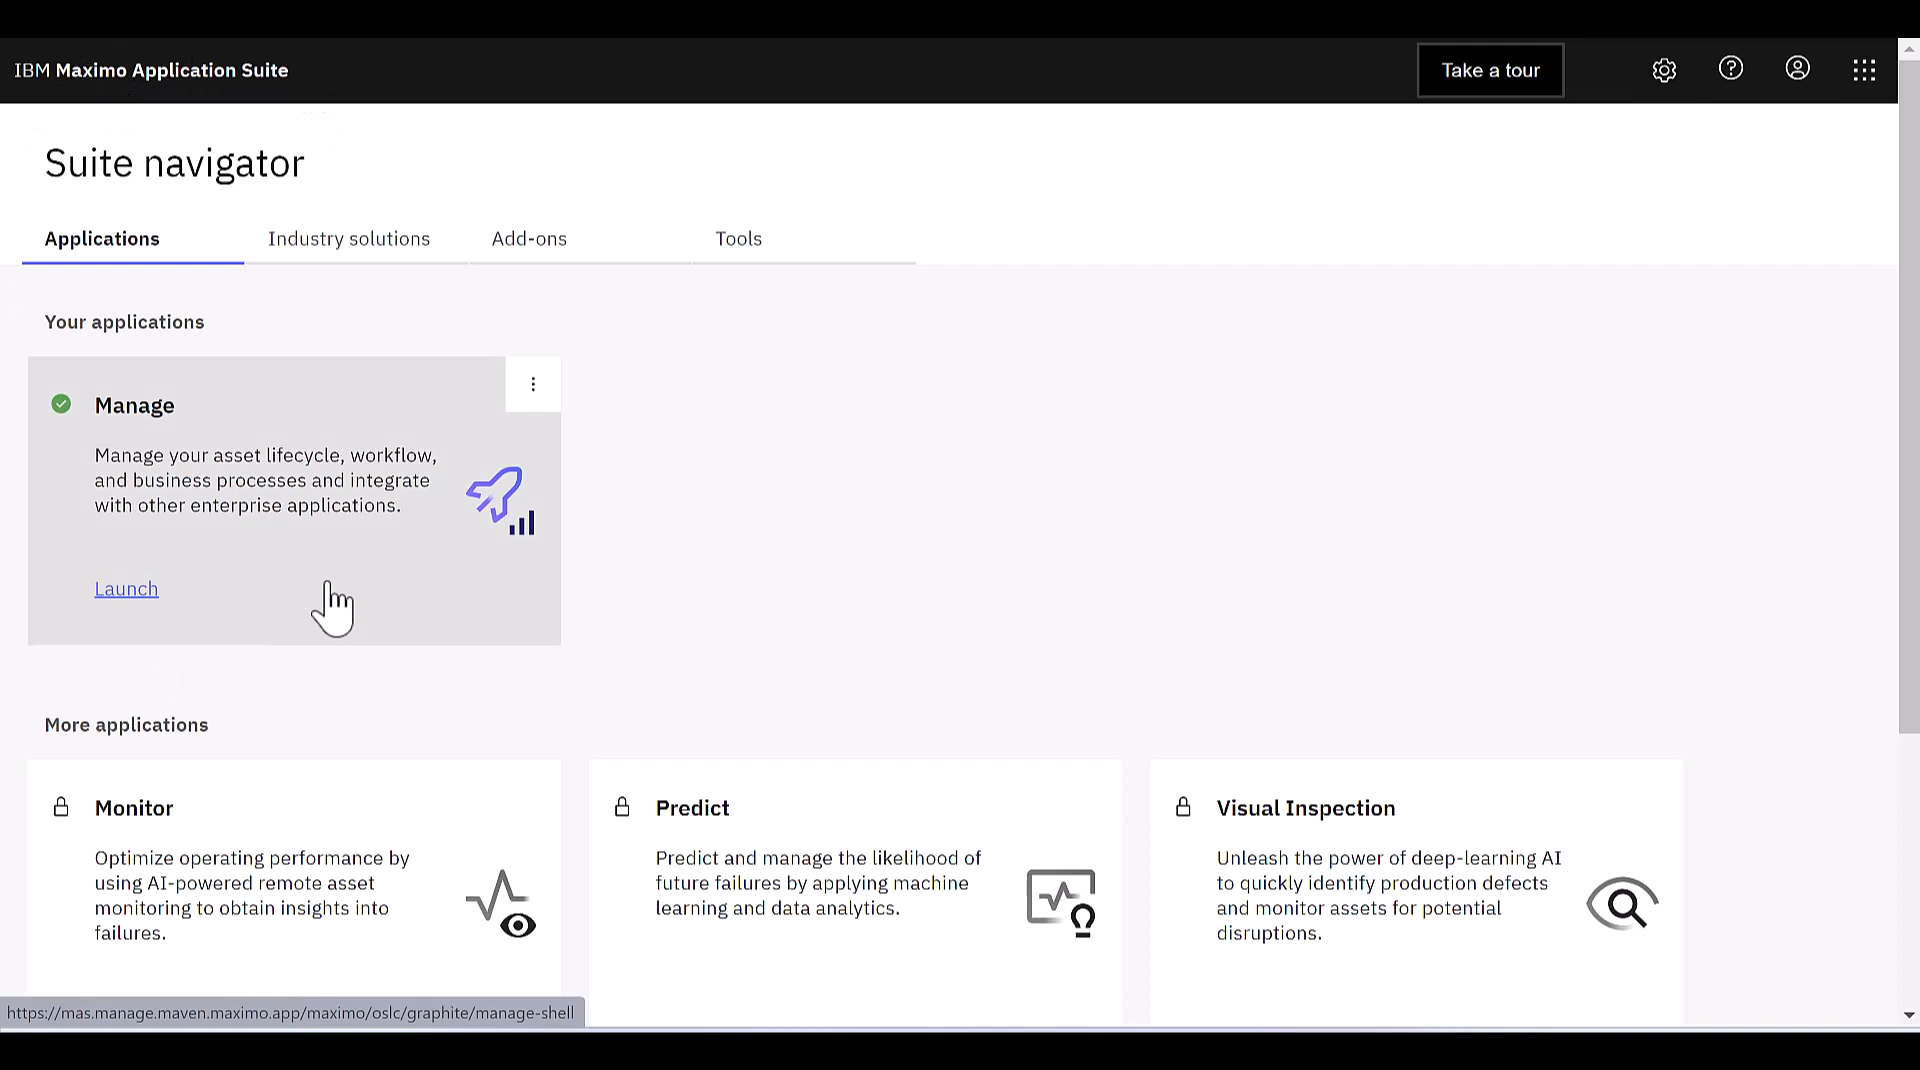 IBM Maximo Application Suite
Take a tour
Suite navigator
Applications
Industry solutions
Add-ons
Tools
Your applications
Manage
Manage your asset lifecycle, workflow,
and business processes and integrate
with other enterprise applications.
Launch
More applications
Monitor
Optimize operating performance by
using AI-powered remote asset
monitoring to obtain insights into
failures.
Predict
Predict and manage the likelihood of
future failures by applying machine
learning and data analytics.
Visual Inspection
Unleash the power of deep-learning AI
to quickly identify production defects
and monitor assets for potential
disruptions.
https://mas.manage.maven.maximo.app/maximo/oslc/graphite/manage-shell